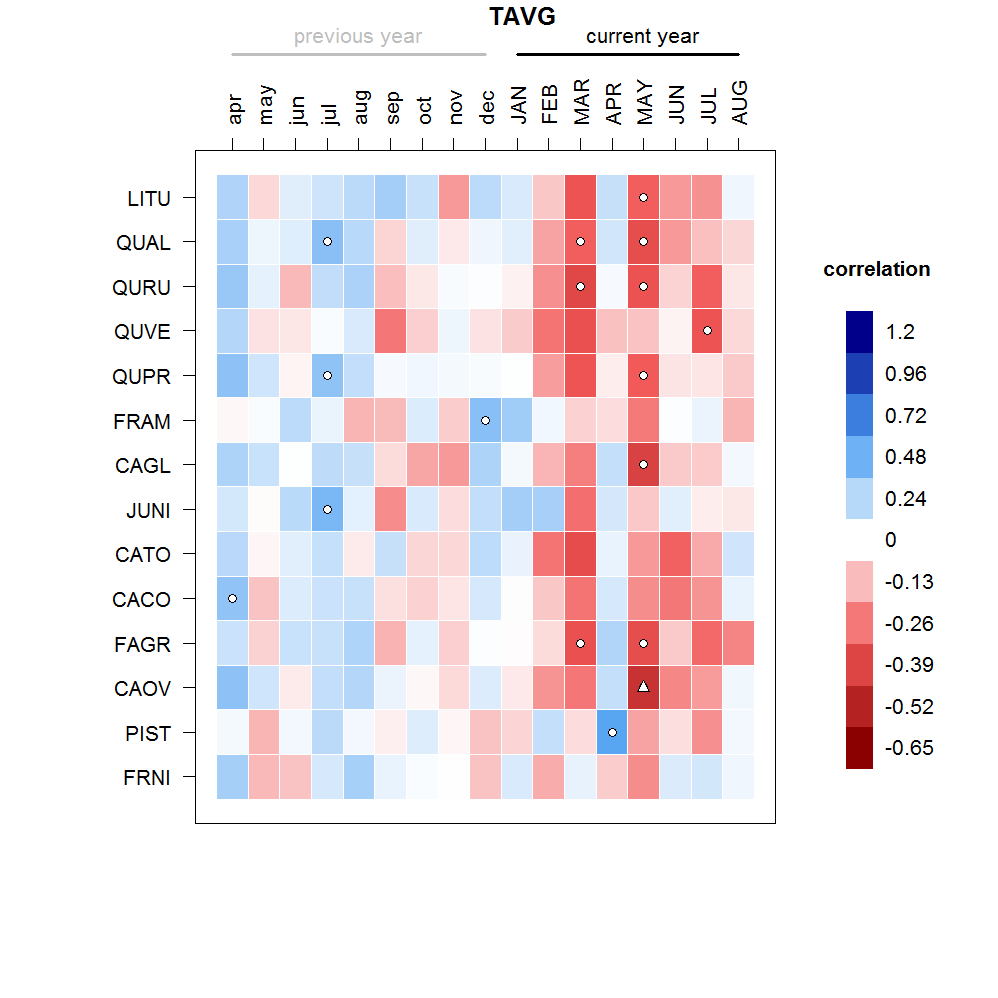 TAVG
previous year
current year
apr
may
jun
jul
aug
sep
oct
nov
dec
JAN
FEB
MAR
APR
MAY
JUN
JUL
AUG
LITU
QUAL
QURU
QUVE
QUPR
FRAM
CAGL
JUNI
CATO
CACO
FAGR
CAOV
PIST
FRNI
correlation
1.2
0.96
0.72
0.48
0.24
0
-0.13
-0.26
-0.39
-0.52
-0.65